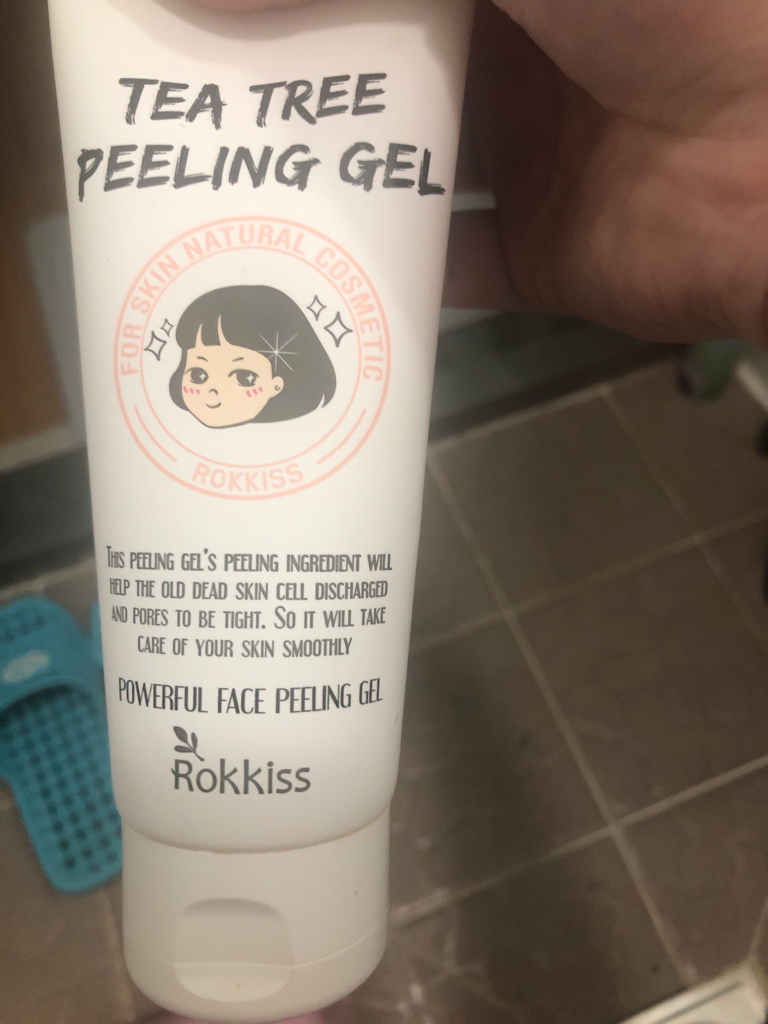 TEA TREE
PEELING GEL
FOR SKIN NATURAL COSMETIC
ROKKISS
THIS PEELING GEL'S PEELING INGREDIENT WILL
HELP THE OLD DEAD SKIN CELL DISCHARGED
AND PORES TO BE TIGHT. SO IT WILL TAKE
CARE OF YOUR SKIN SMOOTHLY
POWERFUL FACE PEELING GEL
Rokkiss